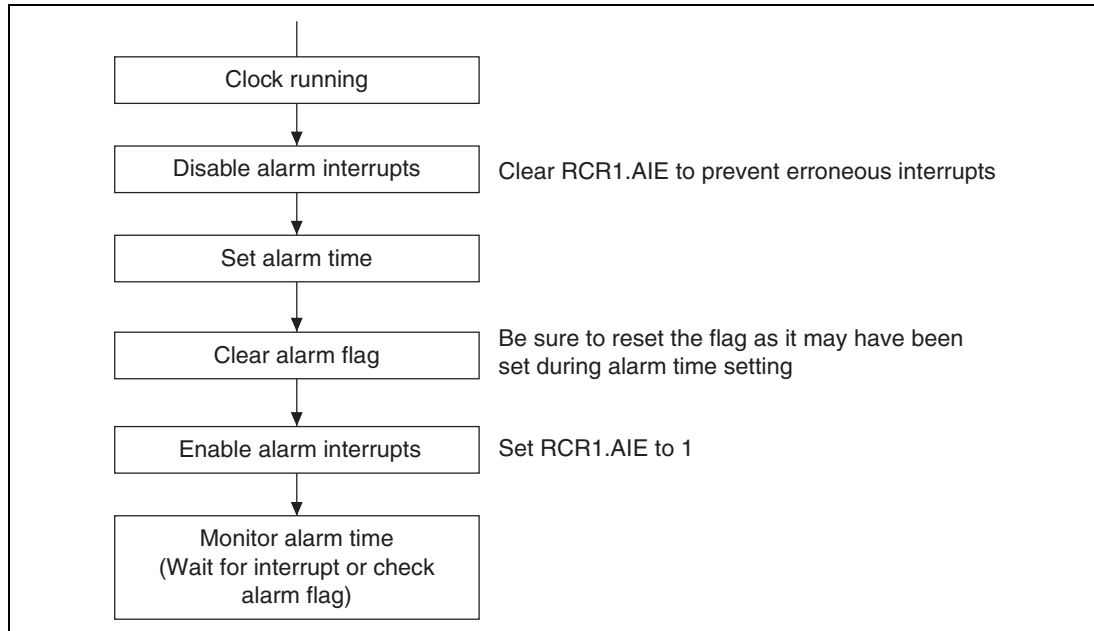 Clock running
Disable alarm interrupts
Clear RCR1.AIE to prevent erroneous interrupts
Set alarm time
Clear alarm flag
Be sure to reset the flag as it may have been
set during alarm time setting
Enable alarm interrupts
Set RCR1.AIE to 1
Monitor alarm time
(Wait for interrupt or check
alarm flag)